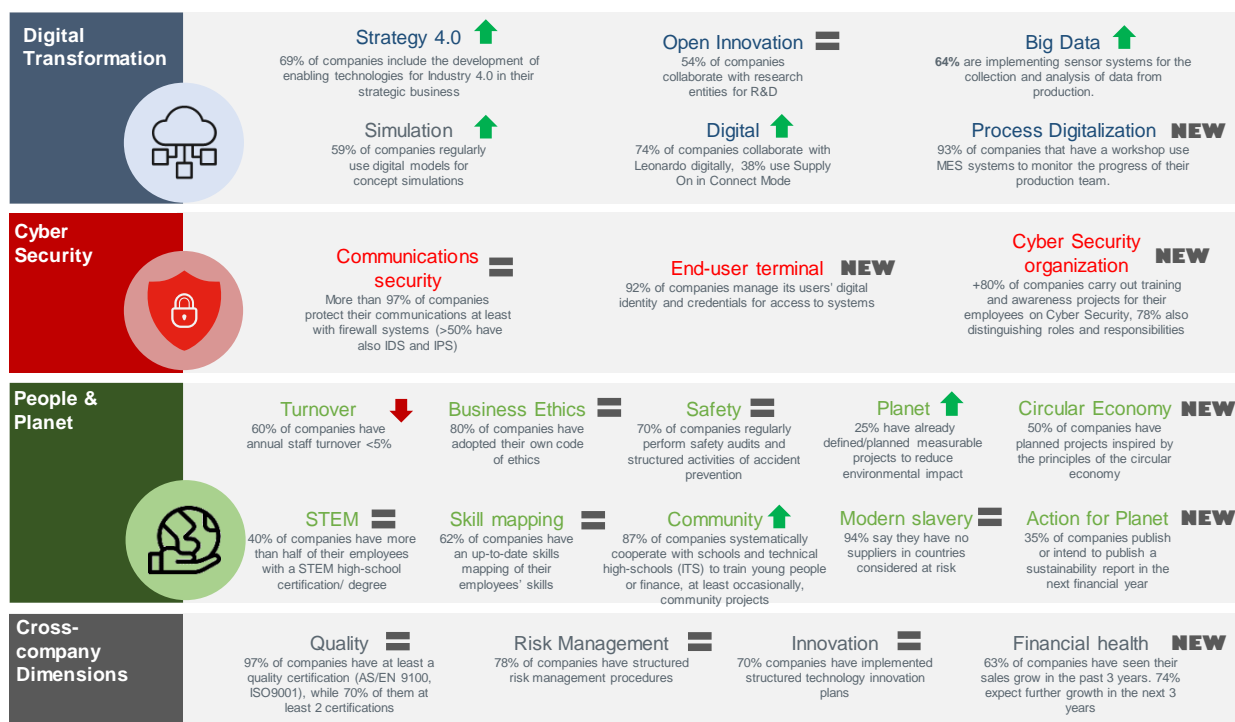 Digital
Transformation
Strategy 4.0
69% of companies include the development of
enabling technologies for Industry 4.0 in their
strategic business
Open Innovation
54% of companies
collaborate with research
entities for R&D
Big Data
64% are implementing sensor systems for the
collection and analysis of data from
production.
Simulation
59% of companies regularly
use digital models for
concept simulations
Digital
74% of companies collaborate with
Leonardo digitally, 38% use Supply
On in Connect Mode
Process Digitalization NEW
93% of companies that have a workshop use
MES systems to monitor the progress of their
production team.
Cyber
Security
Communications
security
More than 97% of companies
protect their communications at least
with firewall systems (>50% have
also IDS and IPS)
End-user terminal NEW
92% of companies manage its users' digital
identity and credentials for access to systems
Cyber Security
organization NEW
+80% of companies carry out training
and awareness projects for their
employees on Cyber Security, 78% also
distinguishing roles and responsibilities
People &
Planet
Turnover
60% of companies have
annual staff turnover <5%
Business Ethics
80% of companies have
adopted their own code
of ethics
Safety
70% of companies regularly
perform safety audits and
structured activities of accident
prevention
Planet
25% have already
defined/planned measurable
projects to reduce
environmental impact
Circular Economy NEW
50% of companies have
planned projects inspired by
the principles of the circular
economy
STEM
40% of companies have more
than half of their employees
with a STEM high-school
certification/ degree
Skill mapping
62% of companies have
an up-to-date skills
mapping of their
employees' skills
Community
87% of companies systematically
cooperate with schools and technical
high-schools (ITS) to train young people
or finance, at least occasionally,
community projects
Modern slavery
94% say they have no
suppliers in countries
considered at risk
Action for Planet NEW
35% of companies publish
or intend to publish a
sustainability report in the
next financial year
Cross-
company
Dimensions
Quality
97% of companies have at least a
quality certification (AS/EN 9100,
ISO9001), while 70% of them at
least 2 certifications
Risk Management
78% of companies have structured
risk management procedures
Innovation
70% companies have implemented
structured technology innovation
plans
Financial health NEW
63% of companies have seen their
sales grow in the past 3 years. 74%
expect further growth in the next 3
years